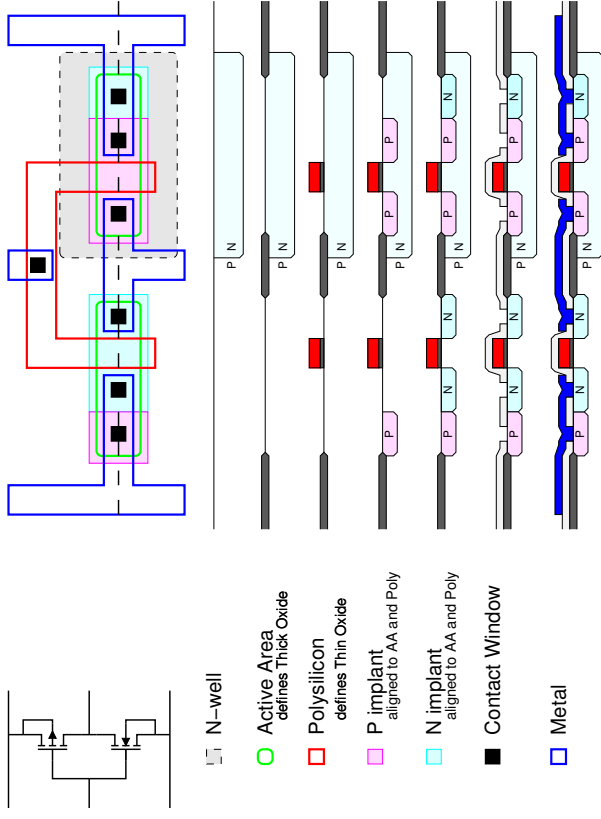 N−well
P N
Active Area
defines Thick Oxide
P N
Polysilicon
defines Thin Oxide
P N
P implant
aligned to AA and Poly
P P P
P N
N implant
aligned to AA and Poly
P N N P P N
P N
Contact Window
P N N P P N
P N
Metal
P N N P P N
P N